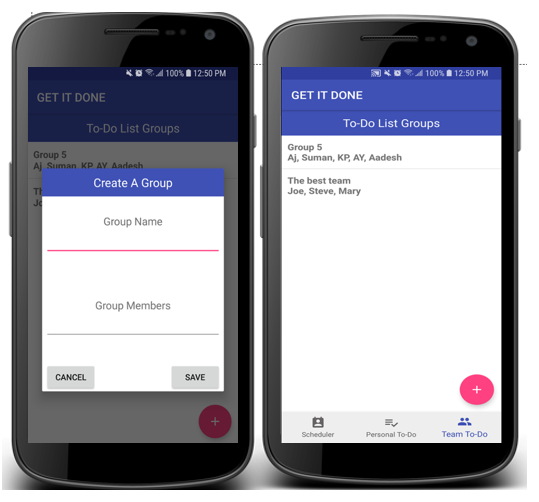 100% 12:50 PM
GET IT DONE
To-Do List Groups
Group 5
Aj, Suman, KP, AY, Aadesh
Th
Jo
Create A Group
Group Name
Group Members
CANCEL
SAVE
+
100% 12:50 PM
GET IT DONE
To-Do List Groups
Group 5
Aj, Suman, KP, AY, Aadesh
The best team
Joe, Steve, Mary
+
Scheduler
Personal To-Do
Team To-Do